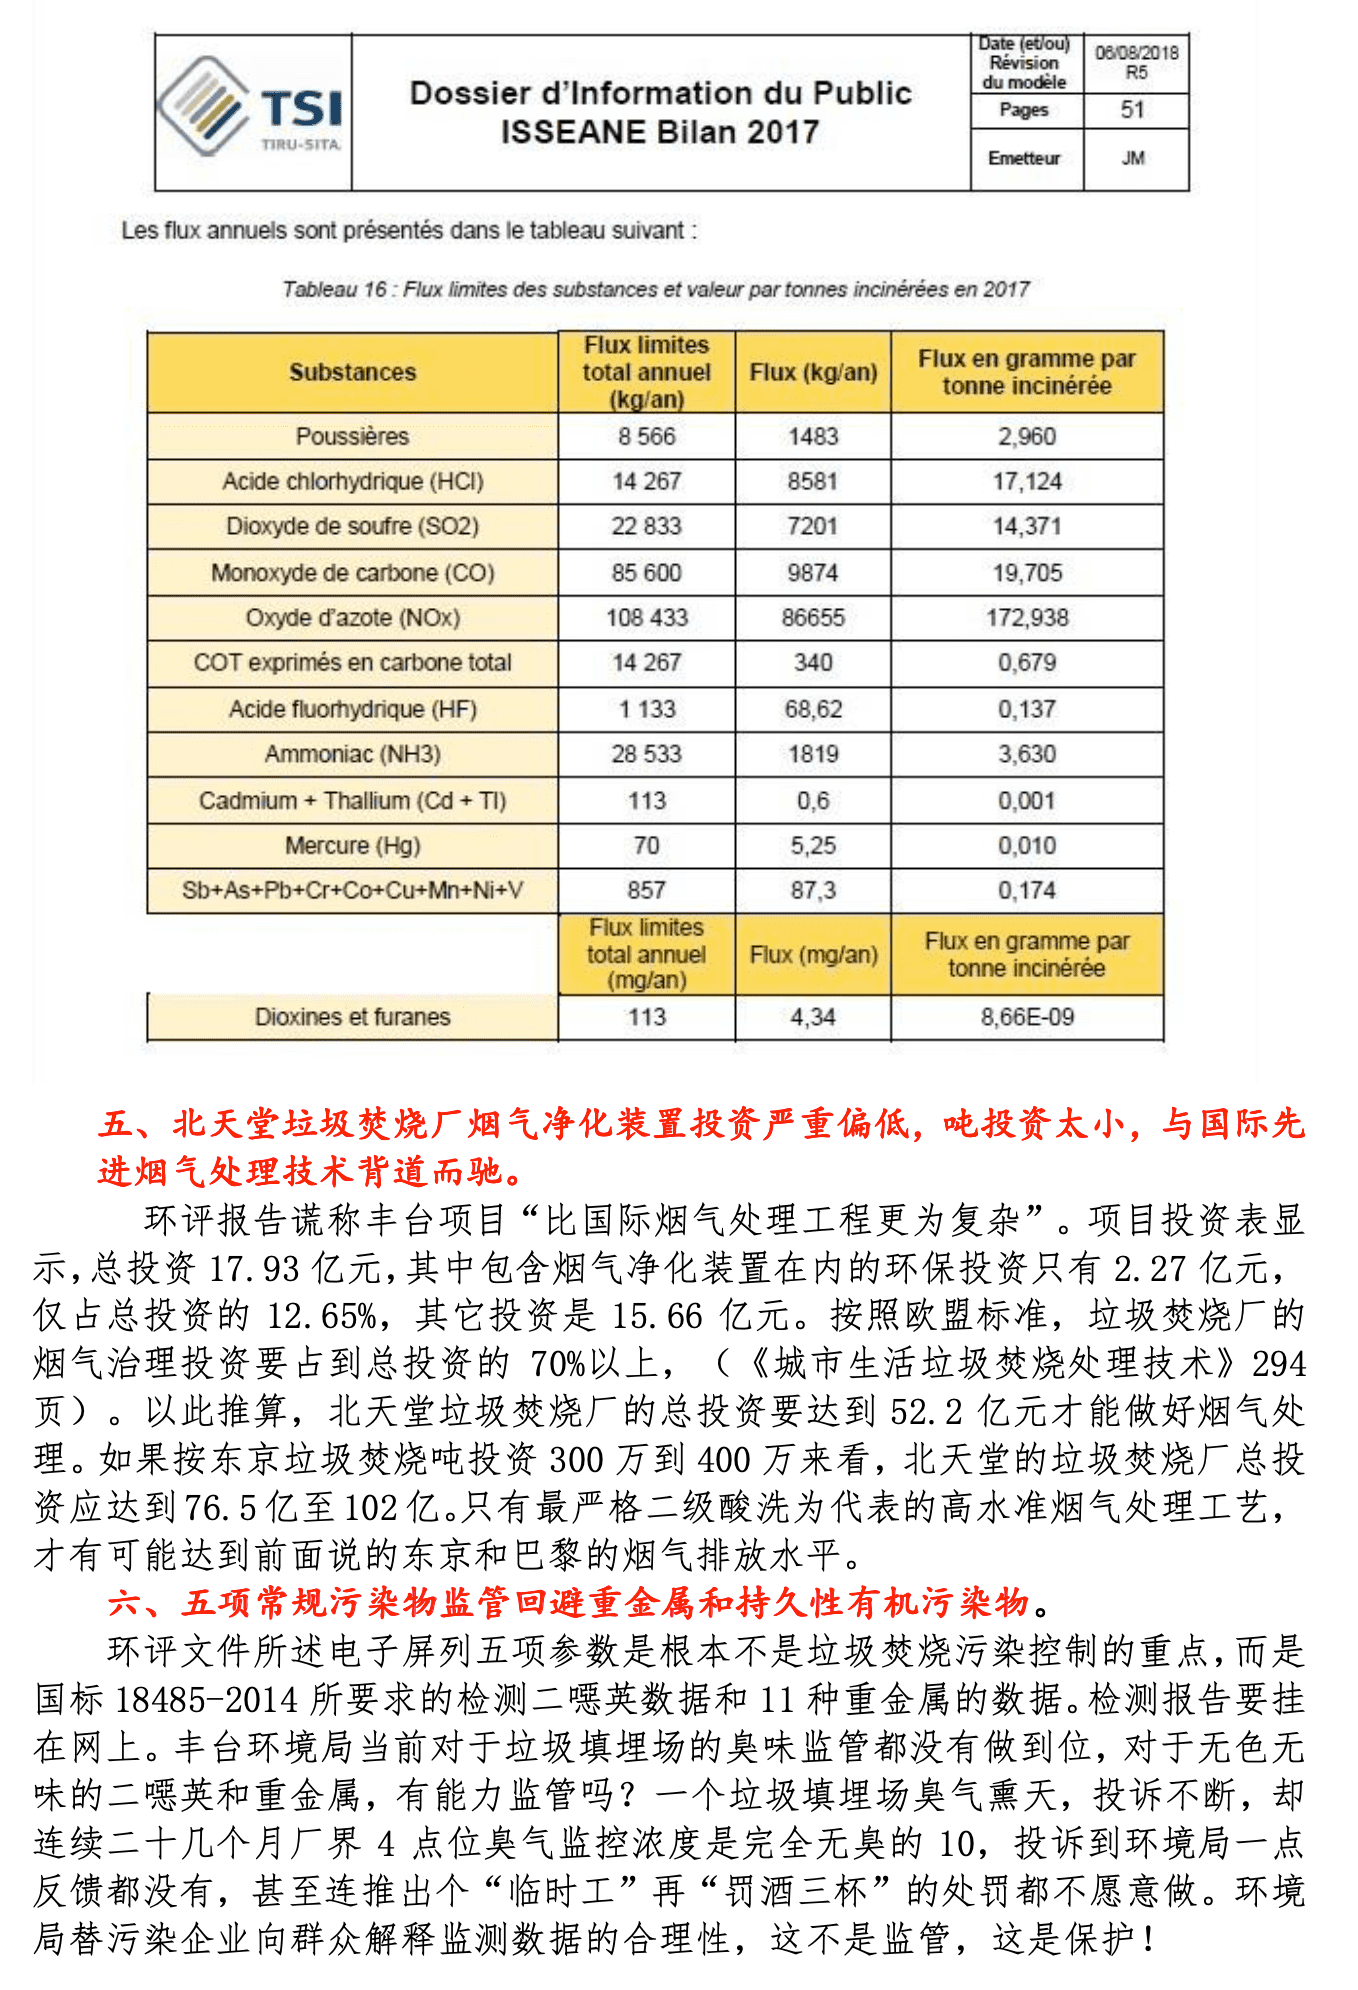 TSI
TIRU-SITA
Dossier d'Information du Public
ISSEANE Bilan 2017
Date (et/ou)
Révision
du modèle
06/08/2018
R5
Pages
51
Emetteur
JM
Les flux annuels sont présentés dans le tableau suivant :
Tableau 16 : Flux limites des substances et valeur par tonnes incinérées en 2017
Substances
Flux limites
total annuel
(kg/an)
Flux (kg/an)
Flux en gramme par
tonne incinérée
Poussières 8 566 1483 2,960
Acide chlorhydrique (HCl) 14 267 8581 17,124
Dioxyde de soufre (SO2) 22 833 7201 14,371
Monoxyde de carbone (CO) 85 600 9874 19,705
Oxyde d'azote (NOx) 108 433 86655 172,938
COT exprimés en carbone total 14 267 340 0,679
Acide fluorhydrique (HF) 1 133 68,62 0,137
Ammoniac (NH3) 28 533 1819 3,630
Cadmium + Thallium (Cd + Tl) 113 0,6 0,001
Mercure (Hg) 70 5,25 0,010
Sb+As+Pb+Cr+Co+Cu+Mn+Ni+V 857 87,3 0,174
Flux limites
total annuel
(mg/an)
Flux (mg/an)
Flux en gramme par
tonne incinérée
Dioxines et furanes 113 4,34 8,66E-09
五、北天堂垃圾焚烧厂烟气净化装置投资严重偏低，吨投资太小，与国际先
进烟气处理技术背道而驰。
环评报告谎称丰台项目“比国际烟气处理工程更为复杂”。项目投资表显
示，总投资 17.93 亿元，其中包含烟气净化装置在内的环保投资只有 2.27 亿元，
仅占总投资的 12.65%，其它投资是 15.66 亿元。按照欧盟标准，垃圾焚烧厂的
烟气治理投资要占到总投资的 70%以上，（《城市生活垃圾焚烧处理技术》294
页）。以此推算，北天堂垃圾焚烧厂的总投资要达到 52.2 亿元才能做好烟气处
理。如果按东京垃圾焚烧吨投资 300 万到 400 万来看，北天堂的垃圾焚烧厂总投
资应达到 76.5 亿至 102 亿。只有最严格二级酸洗为代表的高水准烟气处理工艺，
才有可能达到前面说的东京和巴黎的烟气排放水平。
六、五项常规污染物监管回避重金属和持久性有机污染物。
环评文件所述电子屏列五项参数是根本不是垃圾焚烧污染控制的重点，而是
国标 18485-2014 所要求的检测二噁英数据和 11 种重金属的数据。检测报告要挂
在网上。丰台环境局当前对于垃圾填埋场的臭味监管都没有做到位，对于无色无
味的二噁英和重金属，有能力监管吗？一个垃圾填埋场臭气熏天，投诉不断，却
连续二十几个月厂界 4 点位臭气监控浓度是完全无臭的 10，投诉到环境局一点
反馈都没有，甚至连推出个“临时工”再“罚酒三杯”的处罚都不愿意做。环境
局替污染企业向群众解释监测数据的合理性，这不是监管，这是保护！